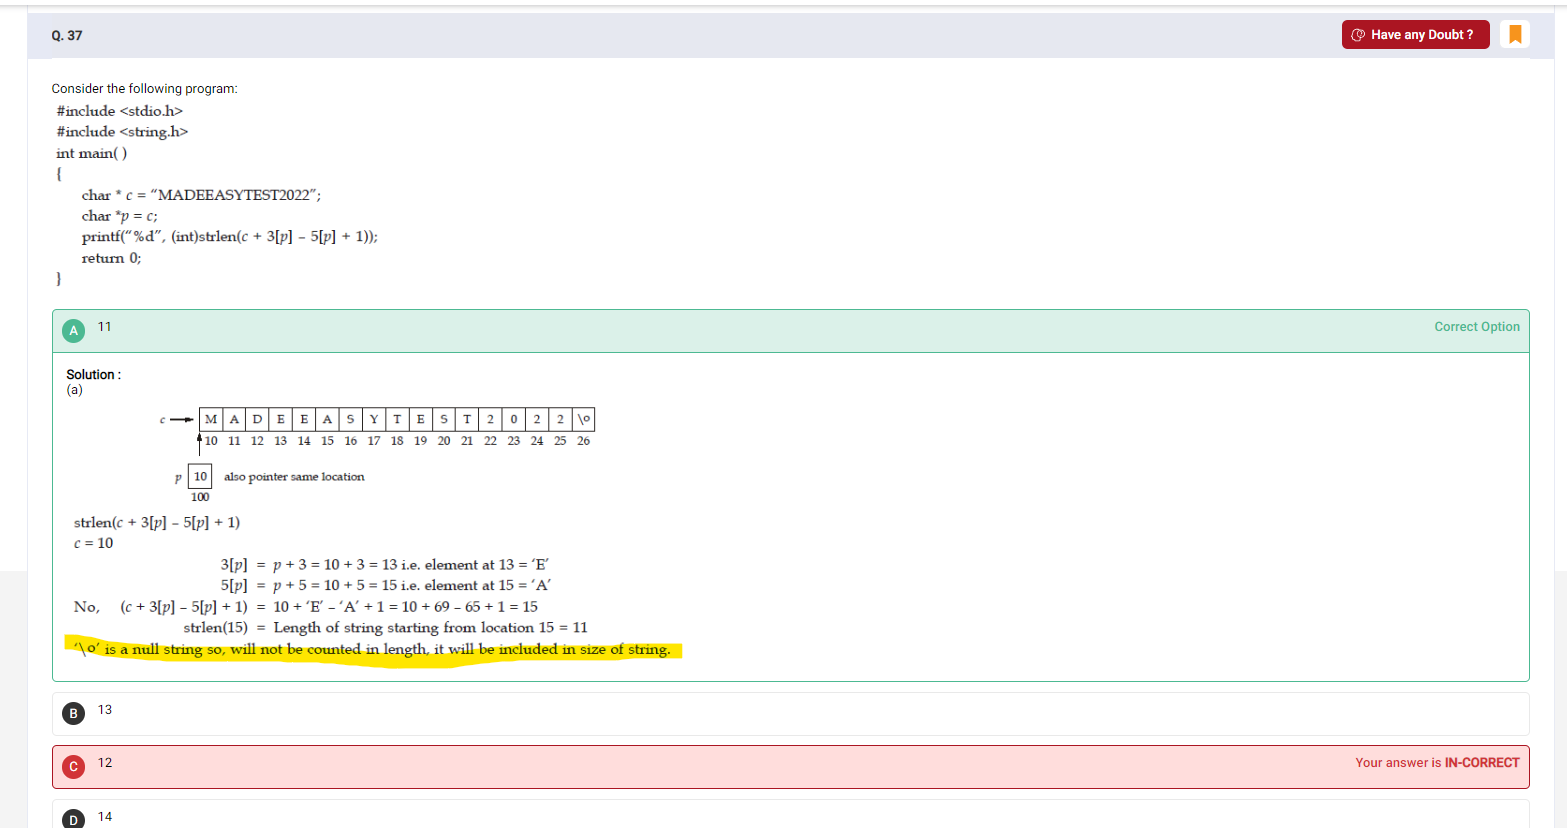 Q. 37
Have any Doubt ?
Consider the following program:
#include <stdio.h>
#include <string.h>
int main( )
{
char * c = “MADEEASYTEST2022”;
char *p = c;
printf(“%d”, (int)strlen(c + 3[p] – 5[p] + 1));
return 0;
}
A 11 Correct Option
Solution :
(a)
c M A D E E A S Y T E S T 2 0 2 2 \o
10 11 12 13 14 15 16 17 18 19 20 21 22 23 24 25 26
p 10 also pointer same location
100
strlen(c + 3[p] – 5[p] + 1)
c = 10
3[p] = p + 3 = 10 + 3 = 13 i.e. element at 13 = ‘E’
5[p] = p + 5 = 10 + 5 = 15 i.e. element at 15 = ‘A’
No, (c + 3[p] – 5[p] + 1) = 10 + ‘E’ – ‘A’ + 1 = 10 + 69 – 65 + 1 = 15
strlen(15) = Length of string starting from location 15 = 11
‘\o’ is a null string so, will not be counted in length, it will be included in size of string.
B 13
C 12 Your answer is IN-CORRECT
D 14